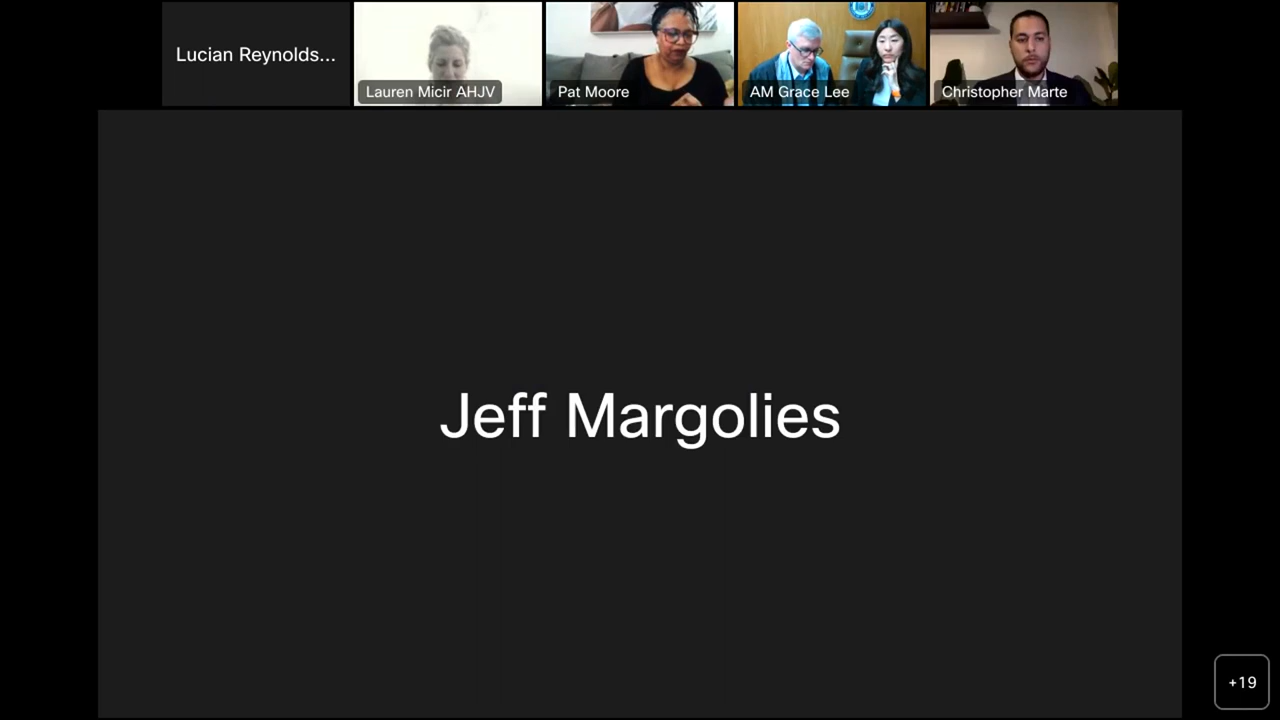 Lucian Reynolds...
Lauren Micir AHJV
Pat Moore
AM Grace Lee
Christopher Marte
Jeff Margolies
+19